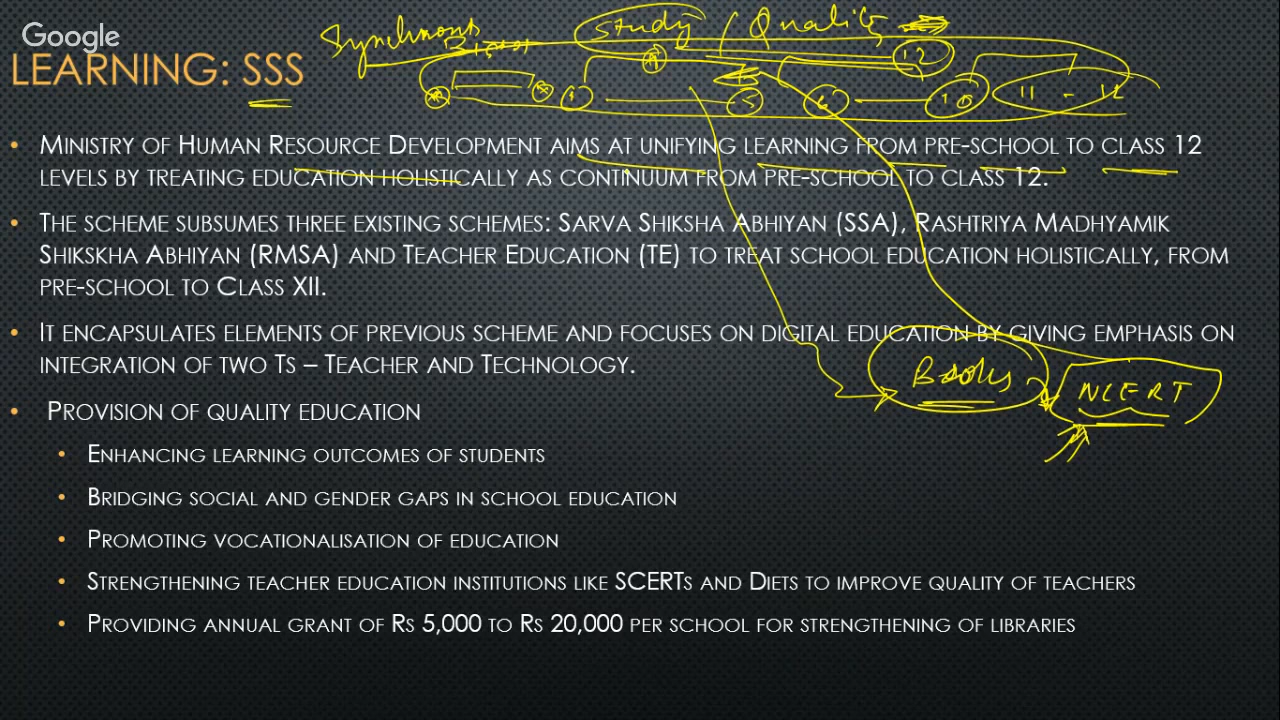 Google
Study / Quality
LEARNING: SSS
12
5
10
11 - 12
• MINISTRY OF HUMAN RESOURCE DEVELOPMENT AIMS AT UNIFYING LEARNING FROM PRE-SCHOOL TO CLASS 12
LEVELS BY TREATING EDUCATION HOLISTICALLY AS CONTINUUM FROM PRE-SCHOOL TO CLASS 12.
• THE SCHEME SUBSUMES THREE EXISTING SCHEMES: SARVA SHIKSHA ABHIYAN (SSA), RASHTRIYA MADHYAMIK
SHIKSKHA ABHIYAN (RMSA) AND TEACHER EDUCATION (TE) TO TREAT SCHOOL EDUCATION HOLISTICALLY, FROM
PRE-SCHOOL TO CLASS XII.
• IT ENCAPSULATES ELEMENTS OF PREVIOUS SCHEME AND FOCUSES ON DIGITAL EDUCATION BY GIVING EMPHASIS ON
INTEGRATION OF TWO TS – TEACHER AND TECHNOLOGY.
Books
NCERT
• PROVISION OF QUALITY EDUCATION
• ENHANCING LEARNING OUTCOMES OF STUDENTS
• BRIDGING SOCIAL AND GENDER GAPS IN SCHOOL EDUCATION
• PROMOTING VOCATIONALISATION OF EDUCATION
• STRENGTHENING TEACHER EDUCATION INSTITUTIONS LIKE SCERTS AND DIETS TO IMPROVE QUALITY OF TEACHERS
• PROVIDING ANNUAL GRANT OF RS 5,000 TO RS 20,000 PER SCHOOL FOR STRENGTHENING OF LIBRARIES